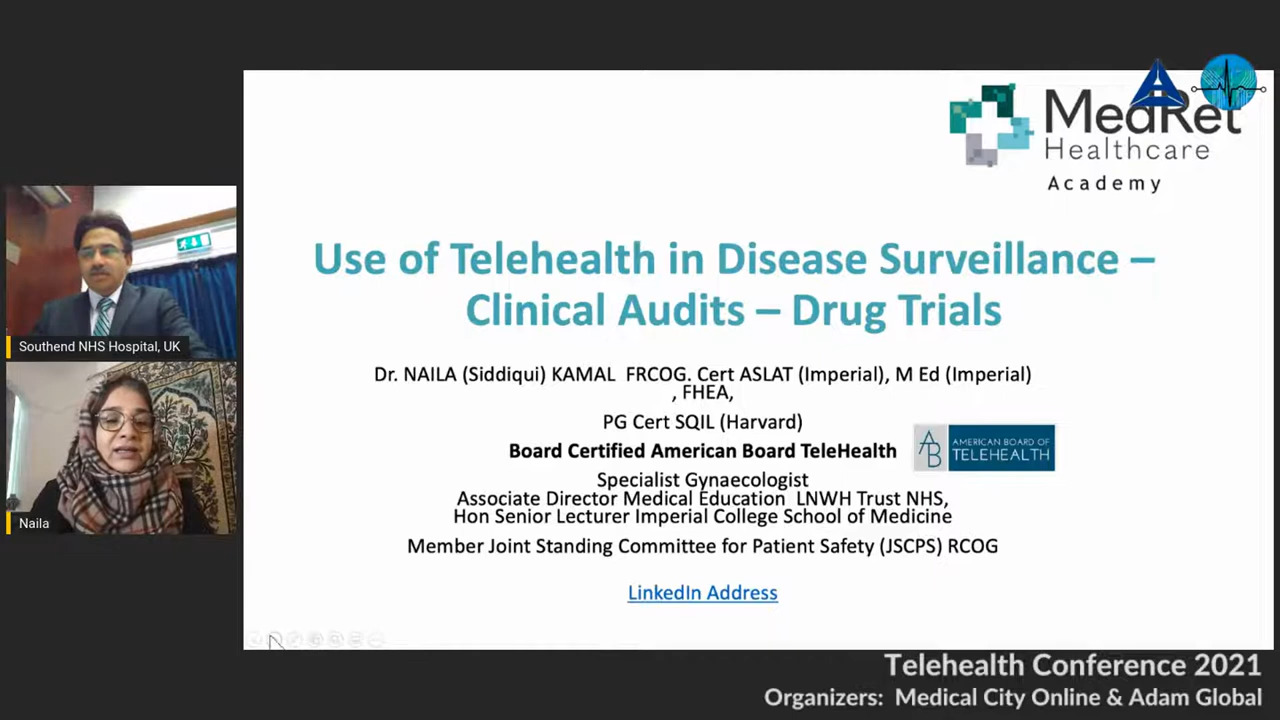 MedRet
Healthcare
Academy
Use of Telehealth in Disease Surveillance –
Clinical Audits – Drug Trials
Dr. NAILA (Siddiqui) KAMAL FRCOG. Cert ASLAT (Imperial), M Ed (Imperial)
, FHEA,
PG Cert SQIL (Harvard)
Board Certified American Board TeleHealth
AB
AMERICAN BOARD OF
TELEHEALTH
Specialist Gynaecologist
Associate Director Medical Education LNWH Trust NHS,
Hon Senior Lecturer Imperial College School of Medicine
Member Joint Standing Committee for Patient Safety (JSCPS) RCOG
LinkedIn Address
Southend NHS Hospital, UK
Naila
Telehealth Conference 2021
Organizers: Medical City Online & Adam Global